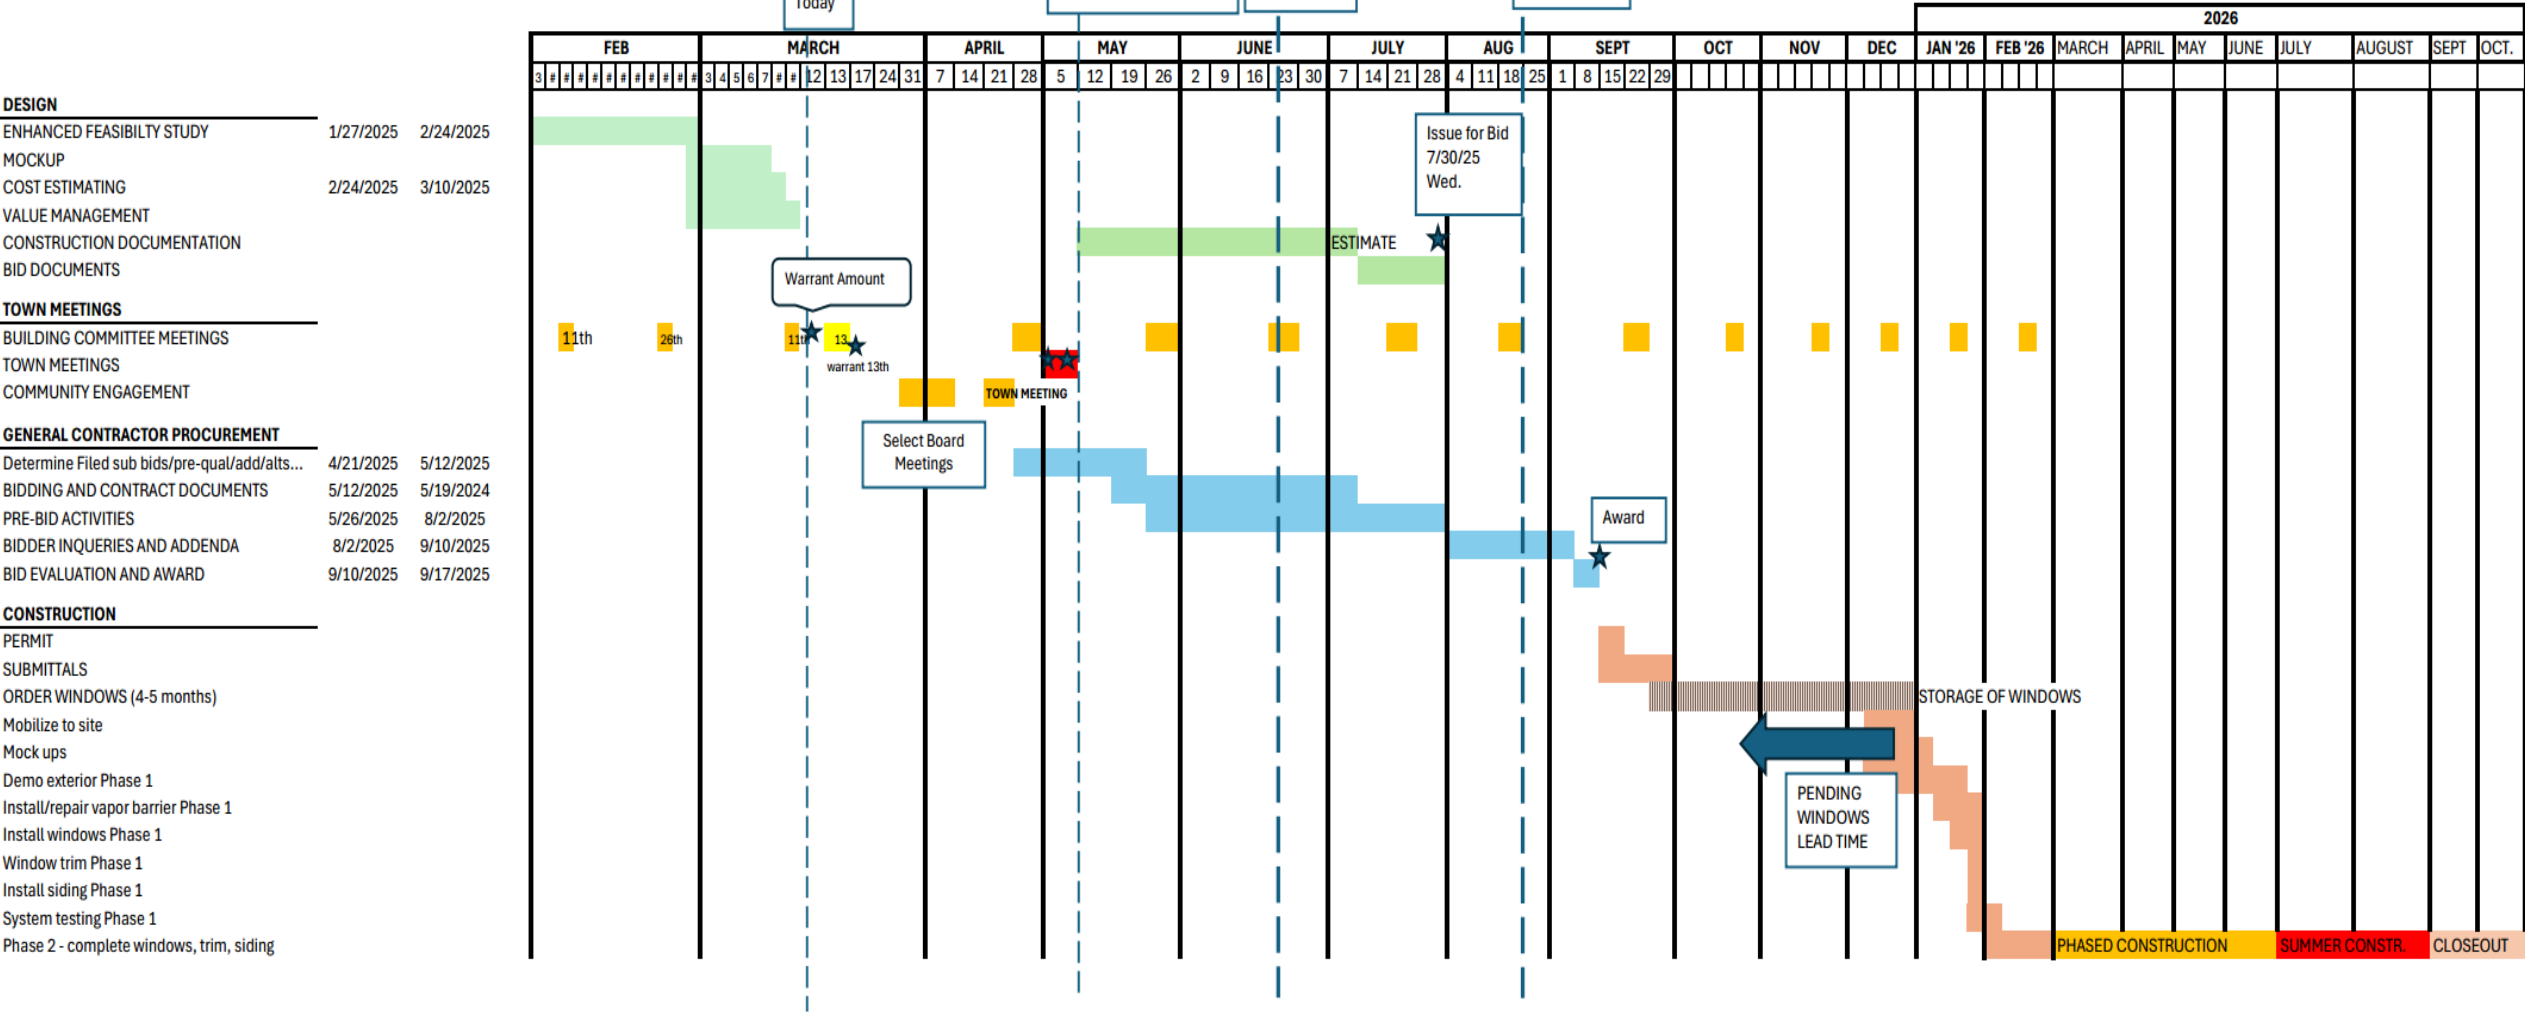 Today
2026
FEB MARCH APRIL MAY JUNE JULY AUG SEPT OCT NOV DEC JAN '26 FEB '26 MARCH APRIL MAY JUNE JULY AUGUST SEPT OCT.
3 # # # # # # # # # # # 3 4 5 6 7 # # 12 13 17 24 31 7 14 21 28 5 12 19 26 2 9 16 23 30 7 14 21 28 4 11 18 25 1 8 15 22 29
DESIGN
ENHANCED FEASIBILTY STUDY 1/27/2025 2/24/2025
MOCKUP
COST ESTIMATING 2/24/2025 3/10/2025
VALUE MANAGEMENT
CONSTRUCTION DOCUMENTATION ESTIMATE
BID DOCUMENTS
Issue for Bid
7/30/25
Wed.
Warrant Amount
TOWN MEETINGS
BUILDING COMMITTEE MEETINGS 11th 26th 11th 13
TOWN MEETINGS warrant 13th
COMMUNITY ENGAGEMENT TOWN MEETING
Select Board
Meetings
GENERAL CONTRACTOR PROCUREMENT
Determine Filed sub bids/pre-qual/add/alts... 4/21/2025 5/12/2025
BIDDING AND CONTRACT DOCUMENTS 5/12/2025 5/19/2024
PRE-BID ACTIVITIES 5/26/2025 8/2/2025
Award
BIDDER INQUERIES AND ADDENDA 8/2/2025 9/10/2025
BID EVALUATION AND AWARD 9/10/2025 9/17/2025
CONSTRUCTION
PERMIT
SUBMITTALS
ORDER WINDOWS (4-5 months) STORAGE OF WINDOWS
Mobilize to site
Mock ups
Demo exterior Phase 1
PENDING
WINDOWS
LEAD TIME
Install/repair vapor barrier Phase 1
Install windows Phase 1
Window trim Phase 1
Install siding Phase 1
System testing Phase 1
Phase 2 - complete windows, trim, siding PHASED CONSTRUCTION SUMMER CONSTR. CLOSEOUT